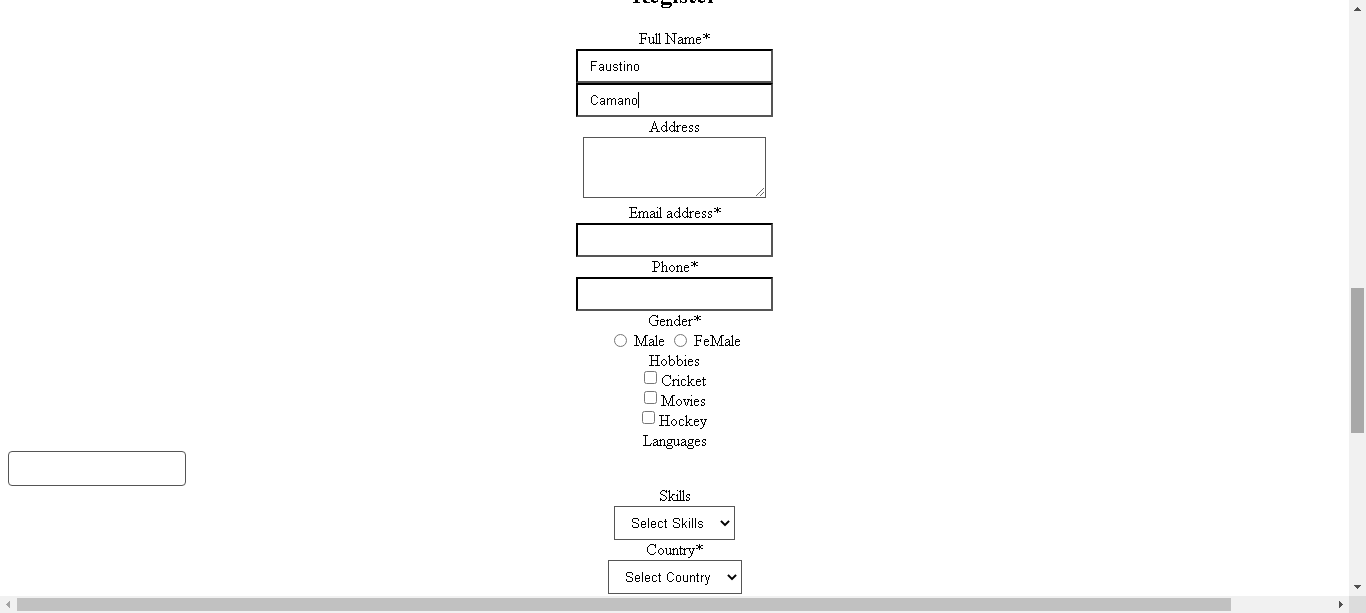 Register
Full Name*
Faustino
Camano
Address
Email address*
Phone*
Gender*
Male FeMale
Hobbies
Cricket
Movies
Hockey
Languages
Skills
Select Skills
Country*
Select Country